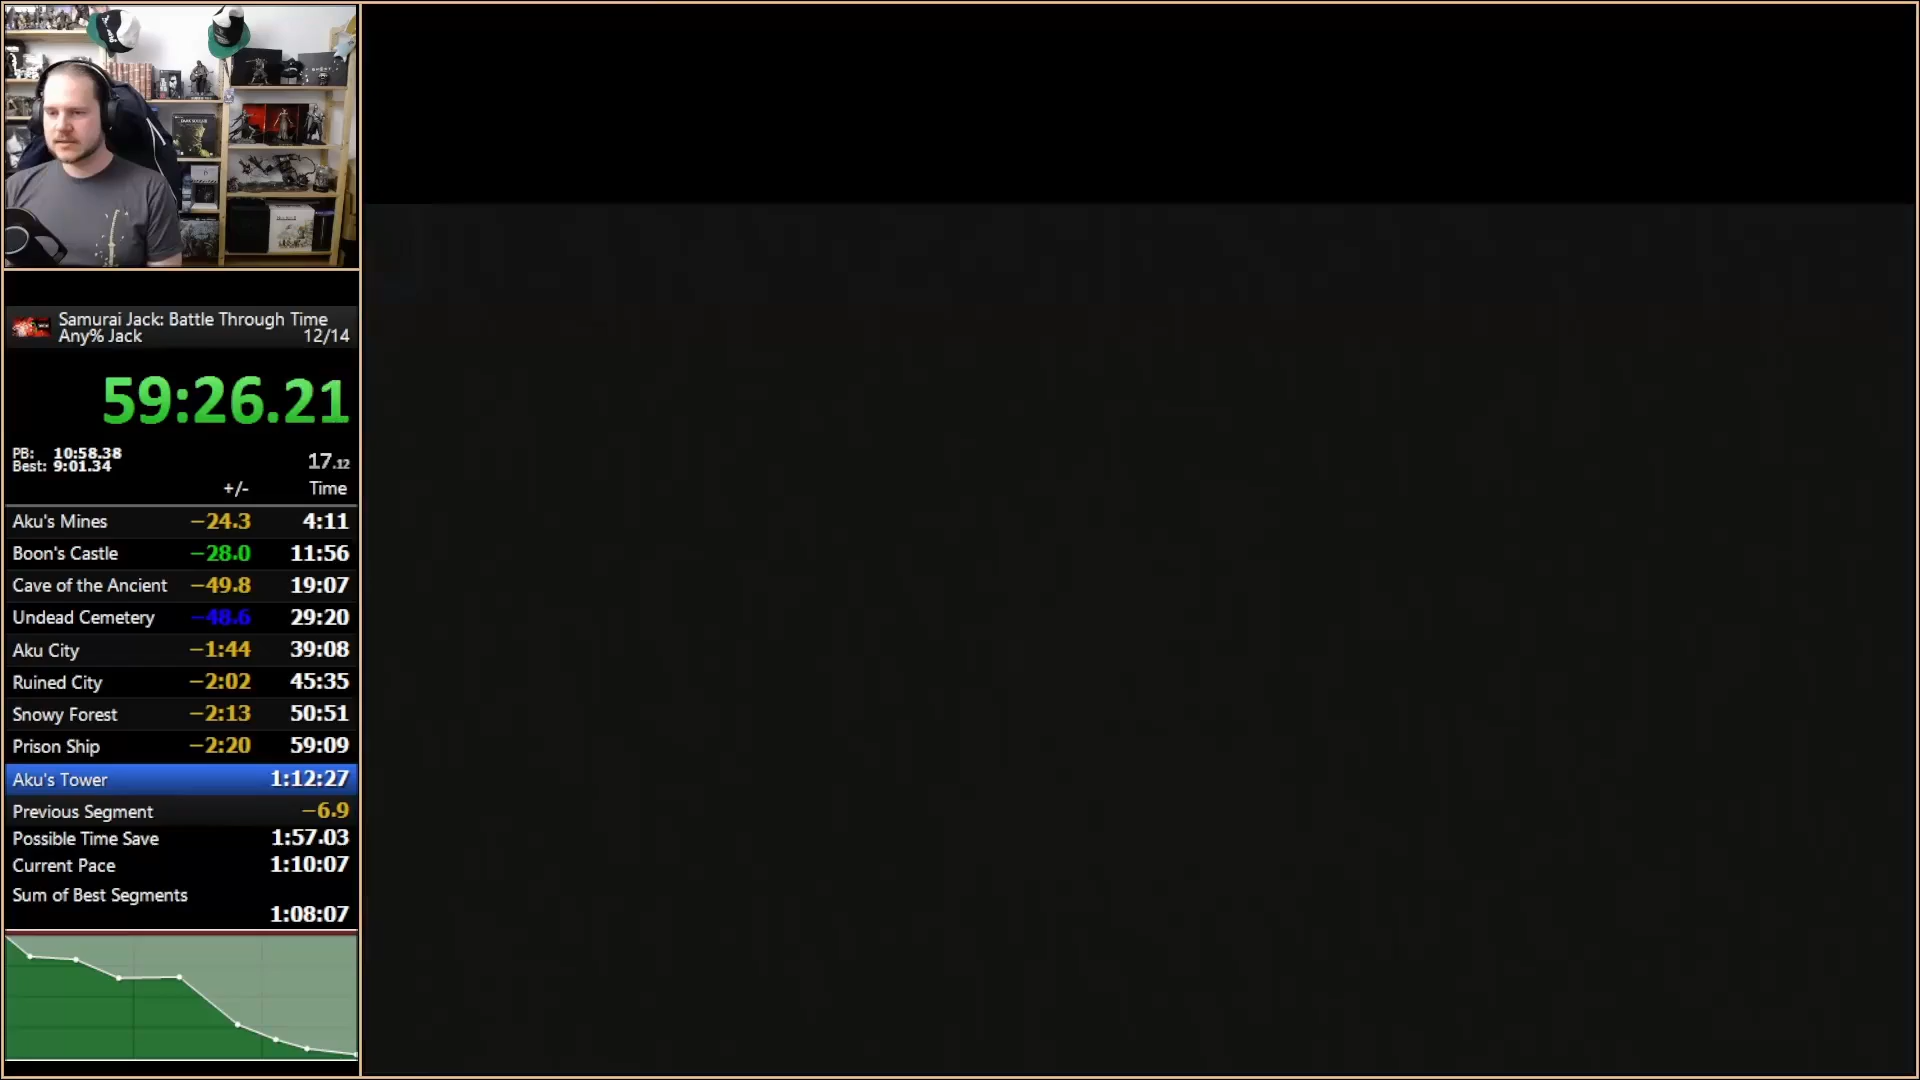 Samurai Jack: Battle Through Time
Any% Jack 12/14
59:26.21
PB: 10:58.38
Best: 9:01.34
17.12
+/- Time
Aku's Mines −24.3 4:11
Boon's Castle −28.0 11:56
Cave of the Ancient −49.8 19:07
Undead Cemetery −48.6 29:20
Aku City −1:44 39:08
Ruined City −2:02 45:35
Snowy Forest −2:13 50:51
Prison Ship −2:20 59:09
Aku's Tower 1:12:27
Previous Segment −6.9
Possible Time Save 1:57.03
Current Pace 1:10:07
Sum of Best Segments
1:08:07